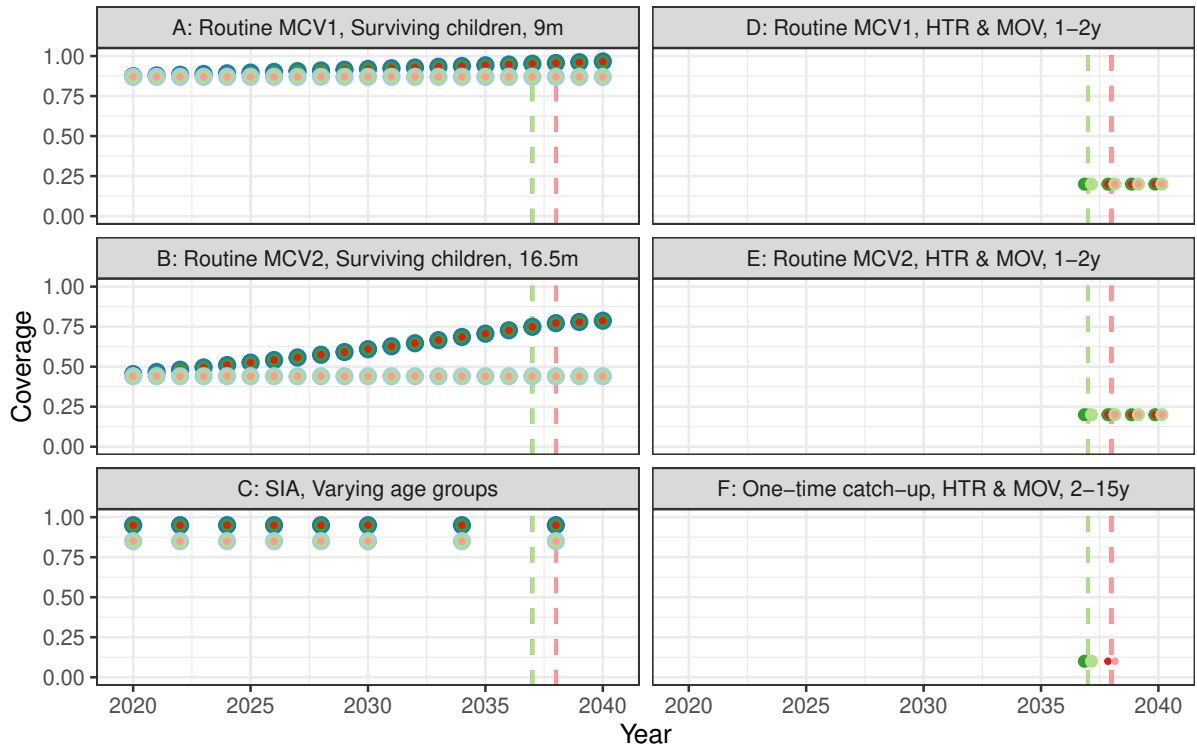 A: Routine MCV1, Surviving children, 9m
D: Routine MCV1, HTR & MOV, 1−2y
1.00
0.75
0.50
0.25
0.00
B: Routine MCV2, Surviving children, 16.5m
E: Routine MCV2, HTR & MOV, 1−2y
1.00
0.75
0.50
0.25
0.00
Coverage
C: SIA, Varying age groups
F: One−time catch−up, HTR & MOV, 2−15y
1.00
0.75
0.50
0.25
0.00
2020 2025 2030 2035 2040
2020 2025 2030 2035 2040
Year